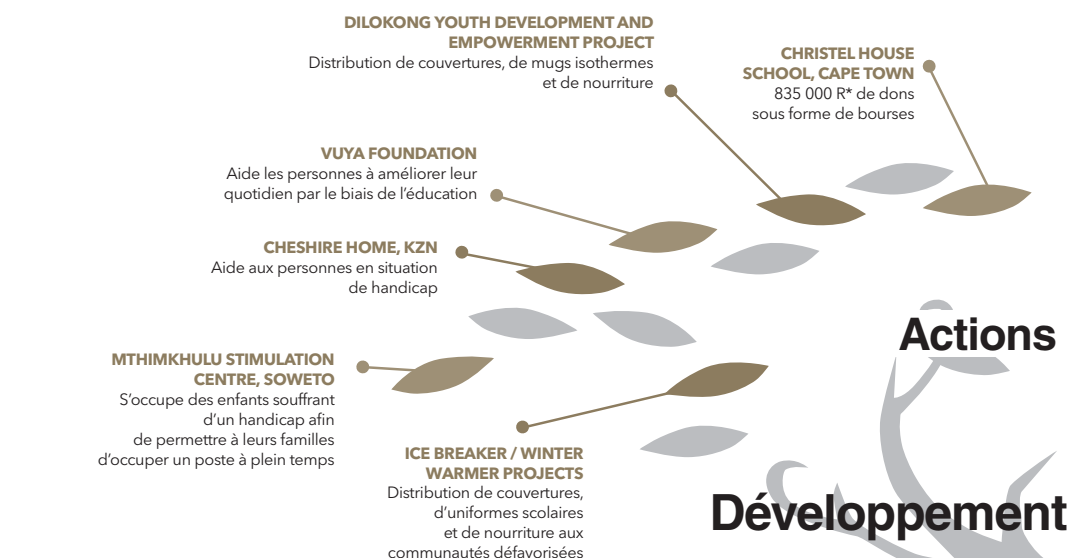 DILOKONG YOUTH DEVELOPMENT AND
EMPOWERMENT PROJECT
Distribution de couvertures, de mugs isothermes
et de nourriture
CHRISTEL HOUSE
SCHOOL, CAPE TOWN
835 000 R* de dons
sous forme de bourses
VUYA FOUNDATION
Aide les personnes à améliorer leur
quotidien par le biais de l’éducation
CHESHIRE HOME, KZN
Aide aux personnes en situation
de handicap
Actions
MTHIMKHULU STIMULATION
CENTRE, SOWETO
S’occupe des enfants souffrant
d’un handicap afin
de permettre à leurs familles
d’occuper un poste à plein temps
ICE BREAKER / WINTER
WARMER PROJECTS
Distribution de couvertures,
d’uniformes scolaires
et de nourriture aux
communautés défavorisées
Développement